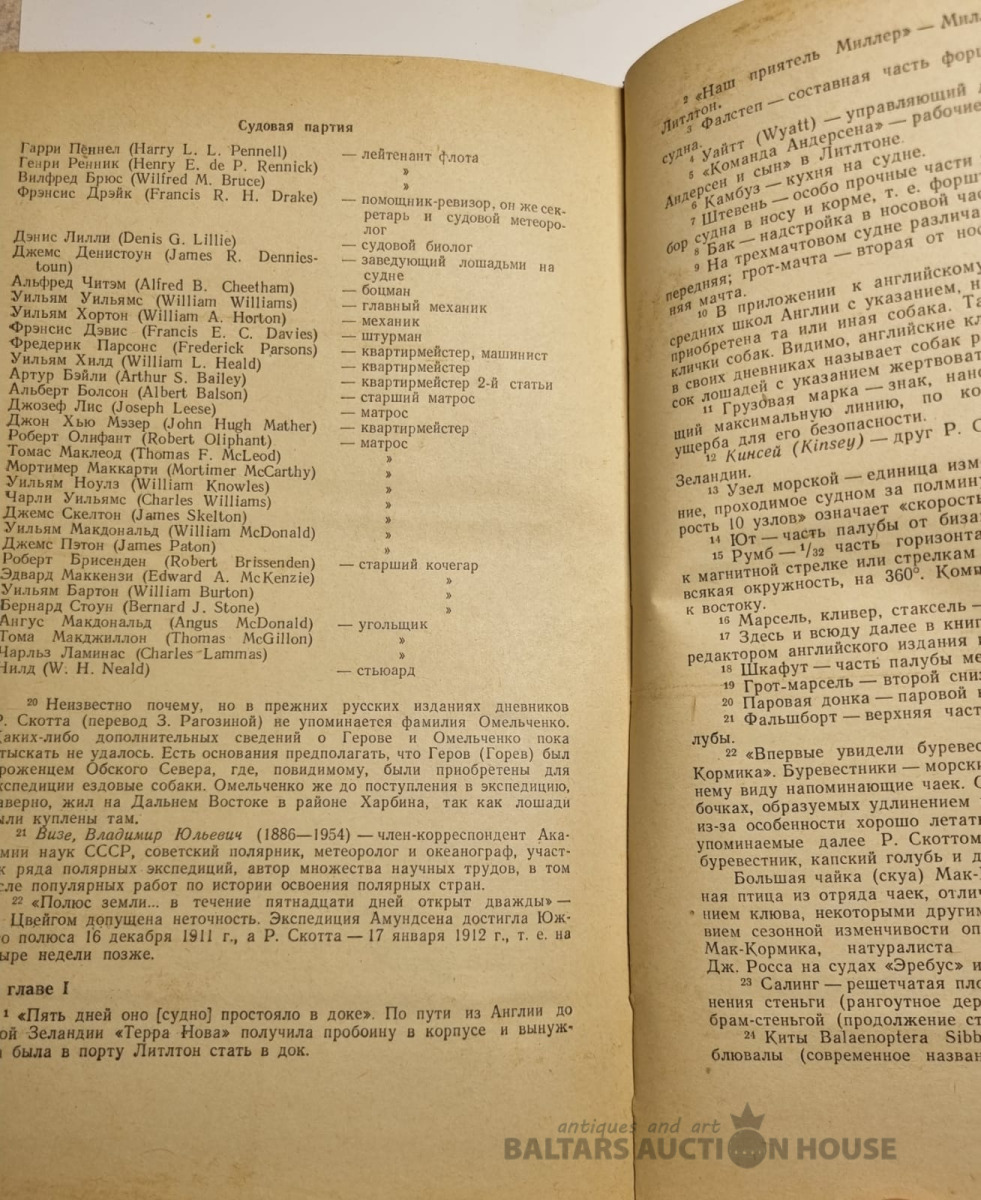 Судовая партия
Гарри Пеннел (Harry L. L. Pennell) — лейтенант флота
Генри Ренник (Henry E. de P. Rennick) »
Вилфред Брюс (Wilfred M. Bruce) »
Фрэнсис Дрэйк (Francis R. H. Drake) — помощник-ревизор, он же сек-
ретарь и судовой метеоро-
лог
Дэнис Лилли (Denis G. Lillie) — судовой биолог
Джемс Денистоун (James R. Dennies- — заведующий лошадьми на
toun) судне
Альфред Читэм (Alfred B. Cheetham) — боцман
Уильям Уильямс (William Williams) — главный механик
Уильям Хортон (William A. Horton) — механик
Фрэнсис Дэвис (Francis E. C. Davies) — штурман
Фредерик Парсонс (Frederick Parsons) — квартирмейстер, машинист
Уильям Хилд (William L. Heald) — квартирмейстер
Артур Бэйли (Arthur S. Bailey) — квартирмейстер 2-й статьи
Альберт Болсон (Albert Balson) — старший матрос
Джозеф Лис (Joseph Leese) — матрос
Джон Хью Мэзер (John Hugh Mather) — квартирмейстер
Роберт Олифант (Robert Oliphant) — матрос
Томас Маклеод (Thomas F. McLeod) »
Мортимер Маккарти (Mortimer McCarthy) »
Уильям Ноулз (William Knowles) »
Чарли Уильямс (Charles Williams) »
Джемс Скелтон (James Skelton) »
Уильям Макдональд (William McDonald) »
Джемс Пэтон (James Paton) »
Роберт Брисенден (Robert Brissenden) — старший кочегар
Эдвард Маккензи (Edward A. McKenzie) »
Уильям Бартон (William Burton) »
Бернард Стоун (Bernard J. Stone) »
Ангус Макдональд (Angus McDonald) — угольщик
Тома Макджиллон (Thomas McGillon) »
Чарльз Ламинас (Charles Lammas) »
Нилд (W. H. Neald) — стьюард
20 Неизвестно почему, но в прежних русских изданиях дневников
Р. Скотта (перевод З. Рагозиной) не упоминается фамилия Омельченко.
Каких-либо дополнительных сведений о Герове и Омельченко пока
тыскать не удалось. Есть основания предполагать, что Геров (Горев) был
роженцем Обского Севера, где, повидимому, были приобретены для
спедиции ездовые собаки. Омельченко же до поступления в экспедицию,
аверно, жил на Дальнем Востоке в районе Харбина, так как лошади
ыли куплены там.
21 Визе, Владимир Юльевич (1886—1954) — член-корреспондент Ака-
мии наук СССР, советский полярник, метеоролог и океанограф, участ-
к ряда полярных экспедиций, автор множества научных трудов, в том
сле популярных работ по истории освоения полярных стран.
22 «Полюс земли... в течение пятнадцати дней открыт дважды» —
Цвейгом допущена неточность. Экспедиция Амундсена достигла Юж-
о полюса 16 декабря 1911 г., а Р. Скотта — 17 января 1912 г., т. е. на
ыре недели позже.
главе I
1 «Пять дней оно [судно] простояло в доке». По пути из Англии до
ой Зеландии «Терра Нова» получила пробоину в корпусе и вынуж-
а была в порту Литлтон стать в док.
2 «Наш приятель Миллер» — Мил
Литлтон.
3 Фалстеп — составная часть
судна.
4 Уайтт (Wyatt) — управляющий
5 «Команда Андерсена» — рабочие
Андерсен и сын» в Литлтоне.
6 Камбуз — кухня на судне.
7 Штевень — особо прочные части
бор судна в носу и корме, т. е. форшт
8 Бак — надстройка в носовой час
9 На трехмачтовом судне различа
передняя; грот-мачта — вторая от нос
няя мачта.
10 В приложении к английскому
средних школ Англии с указанием, н
приобретена та или иная собака. Та
клички собак. Видимо, английские кл
в своих дневниках называет собак р
сок лошадей с указанием жертвоват
11 Грузовая марка — знак, нано
щий максимальную линию, по ко
ущерба для его безопасности.
12 Кинсей (Kinsey) — друг Р. С
Зеландии.
13 Узел морской — единица изм
ние, проходимое судном за полмин
рость 10 узлов» означает «скорость
14 Ют — часть палубы от биза
15 Румб — 1/32 часть горизонта
к магнитной стрелке или стрелкам
всякая окружность, на 360°. Комп
к востоку.
16 Марсель, кливер, стаксель —
17 Здесь и всюду далее в книг
редактором английского издания
18 Шкафут — часть палубы ме
19 Грот-марсель — второй сни
20 Паровая донка — паровой
21 Фальшборт — верхняя част
лубы.
22 «Впервые увидели буревес
Кормика». Буревестники — морски
нему виду напоминающие чаек. С
бочках, образуемых удлинением
из-за особенности хорошо летат
упоминаемые далее Р. Скоттом
буревестник, капский голубь и д
Большая чайка (скуа) Мак-
ная птица из отряда чаек, отлич
нием клюва, некоторыми другим
вием сезонной изменчивости оп
Мак-Кормика, натуралиста
Дж. Росса на судах «Эребус» и
23 Салинг — решетчатая пло
нения стеньги (рангоутное дер
брам-стеньгой (продолжение ст
24 Киты Balaenoptera Sibb
блювалы (современное назван
antiques and art
BALTARS AUCTION HOUSE